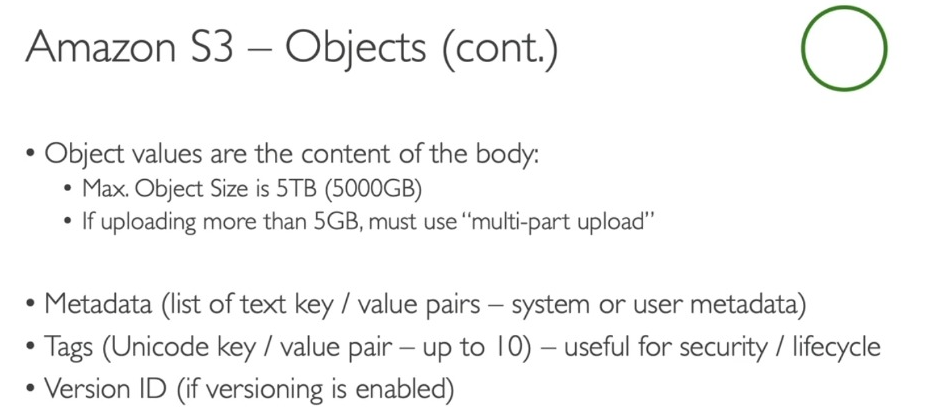 Amazon S3 – Objects (cont.)
• Object values are the content of the body:
• Max. Object Size is 5TB (5000GB)
• If uploading more than 5GB, must use “multi-part upload”
• Metadata (list of text key / value pairs – system or user metadata)
• Tags (Unicode key / value pair – up to 10) – useful for security / lifecycle
• Version ID (if versioning is enabled)